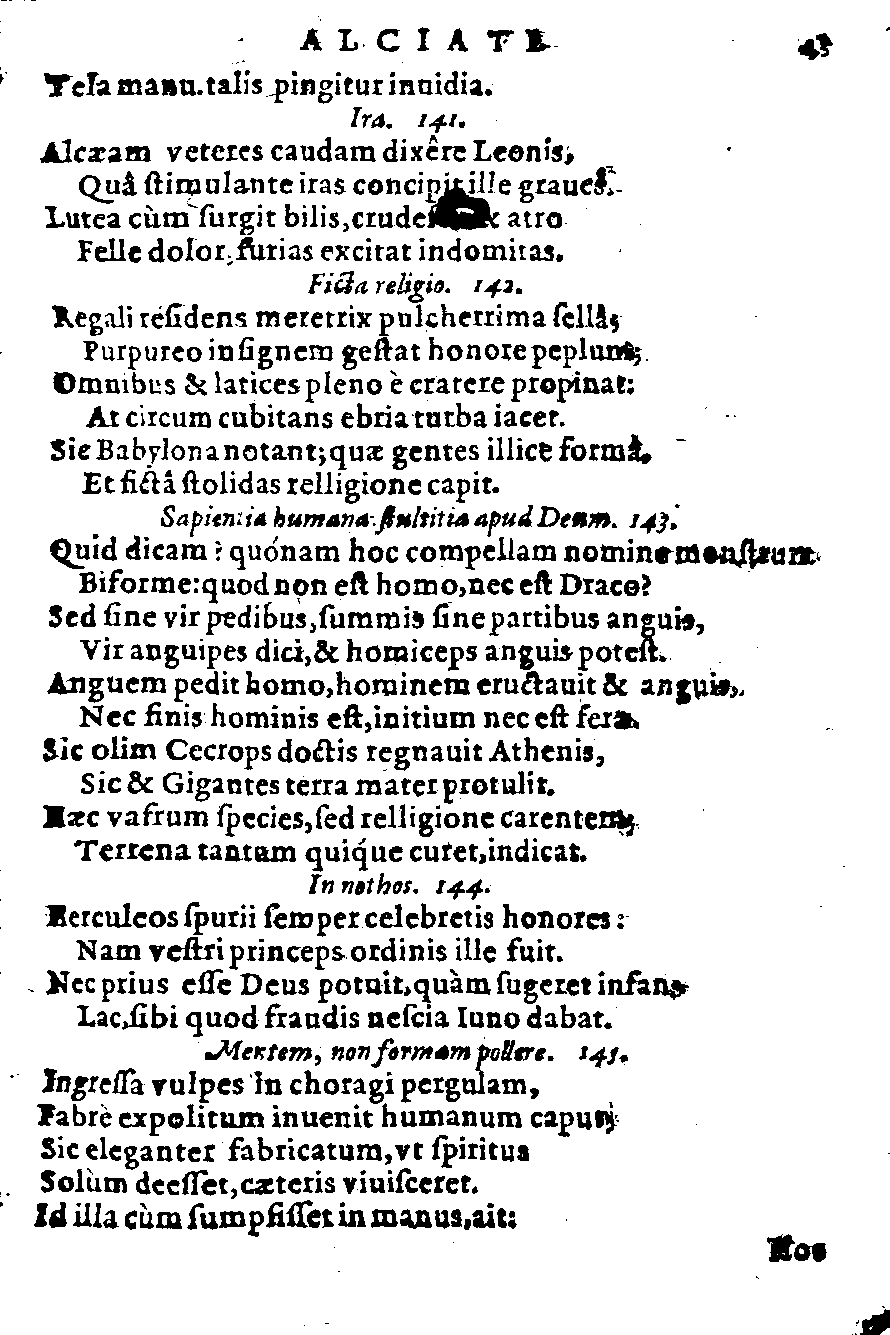 ALCIATE 43
Tela manu. talis pingitur inuidia.
Ira. 141.
Alcæam veteres caudam dixêre Leonis,
Quâ ſtimulante iras concipit ille graues.
Lutea cùm ſurgit bilis, atro
Felle dolor, furias excitat indomitas.
Ficta religio. 142.
Regali reſidens meretrix pulcherrima ſellâ,
Purpureo inſignem geſtat honore peplum;
Omnibus & latices pleno è cratere propinat:
At circum cubitans ebria turba iacet.
Sic Babylona notant; quæ gentes illice formâ,
Et fictâ ſtolidas relligione capit.
Sapientia humana ſtultitia apud Deum. 143.
Quid dicam? quónam hoc compellam nomine monſtrum
Biforme: quod non eſt homo, nec eſt Draco?
Sed ſine vir pedibus, ſummis ſine partibus anguis,
Vir anguipes dici, & homiceps anguis poteſt.
Anguem pedit homo, hominem eructauit & anguis,
Nec finis hominis eſt, initium nec eſt feræ.
Sic olim Cecrops doctis regnauit Athenis,
Sic & Gigantes terra mater protulit.
Hæc vafrum ſpecies, ſed relligione carentem,
Terrena tantum quique curet, indicat.
In nothos. 144.
Herculeos ſpurii ſemper celebretis honores:
Nam veſtri princeps ordinis ille fuit.
Nec prius eſſe Deus potuit, quàm ſugeret infans
Lac, ſibi quod fraudis neſcia Iuno dabat.
Mentem, non formam pollere. 145.
Ingreſſa vulpes in choragi pergulam,
Fabrè expolitum inuenit humanum caput,
Sic eleganter fabricatum, vt ſpiritus
Solùm deeſſet, cæteris viuiſceret.
Id illa cùm ſumpſiſſet in manus, ait:
Hoc